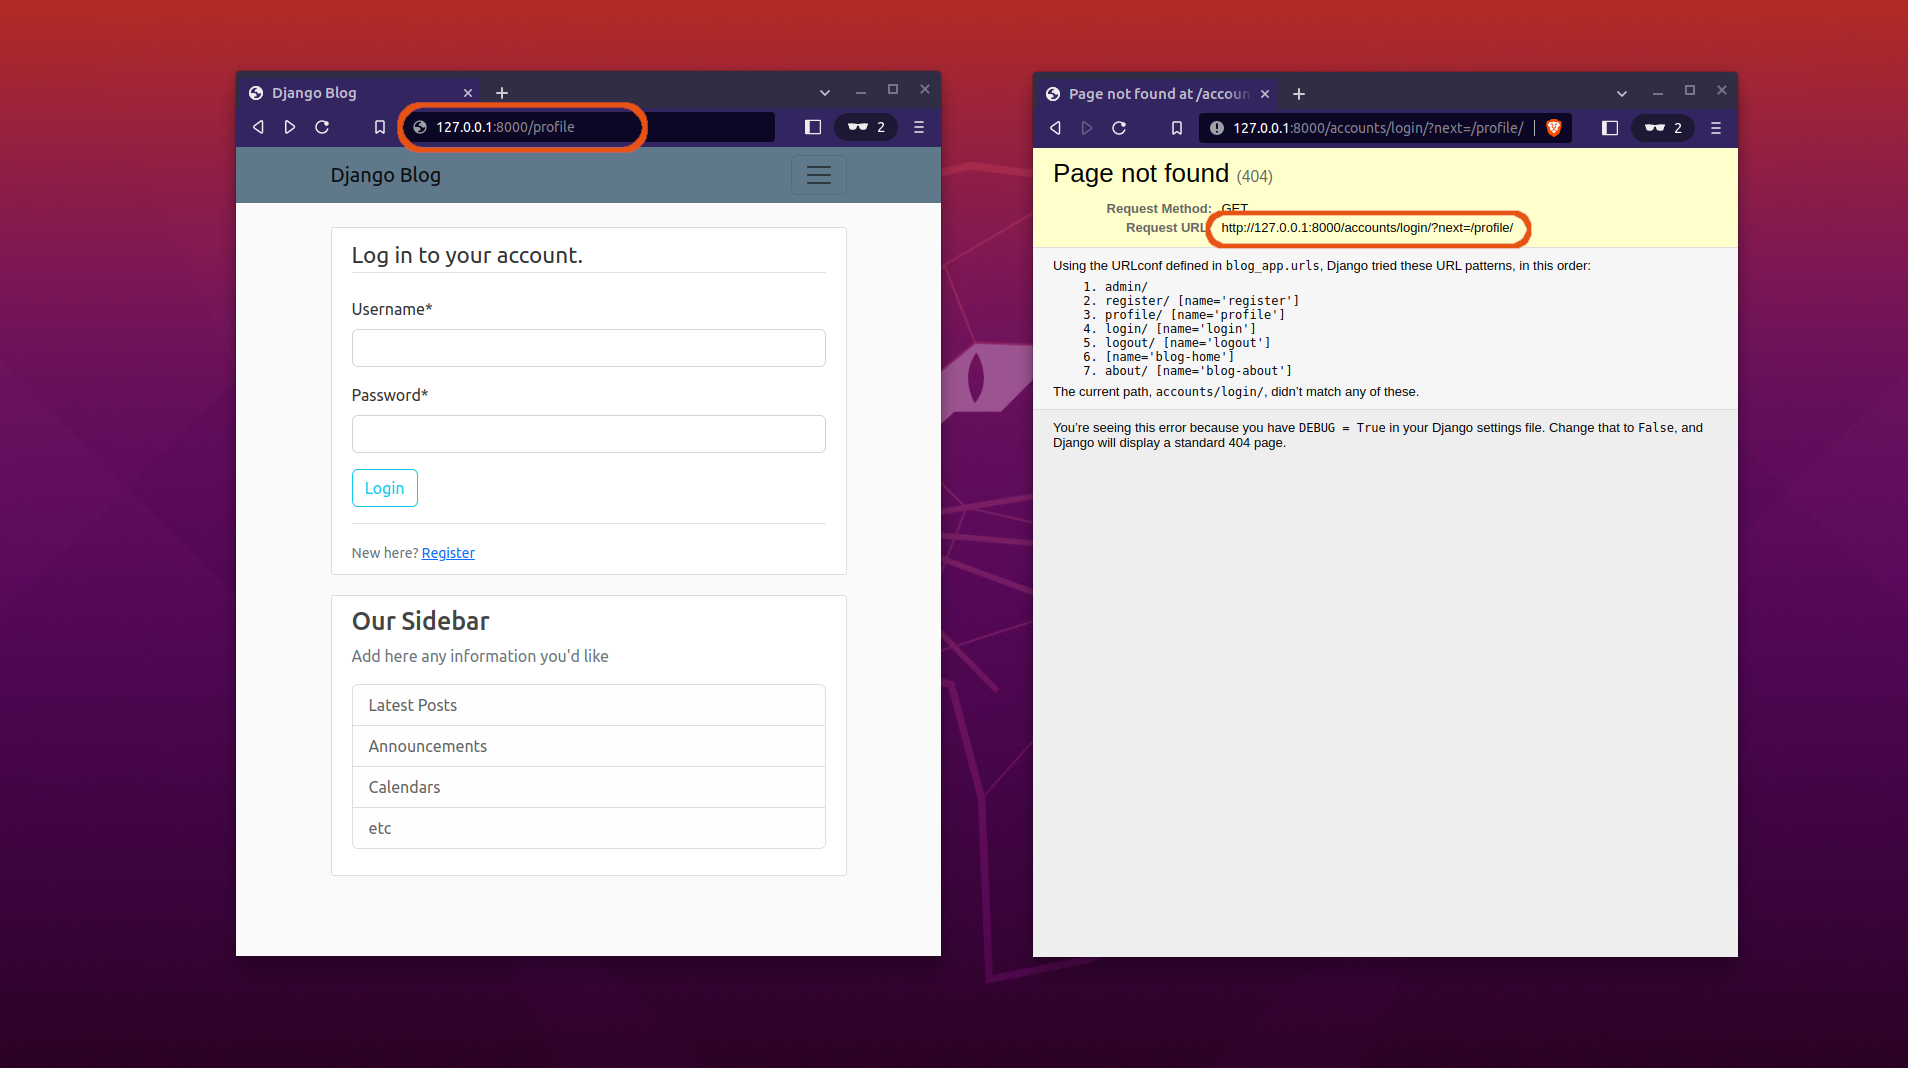 Django Blog
127.0.0.1:8000/profile
2
Django Blog
Log in to your account.
Username*
Password*
Login
New here? Register
Our Sidebar
Add here any information you'd like
Latest Posts
Announcements
Calendars
etc
Page not found at /accoun
127.0.0.1:8000/accounts/login/?next=/profile/
2
Page not found (404)
Request Method: GET
Request URL http://127.0.0.1:8000/accounts/login/?next=/profile/
Using the URLconf defined in blog_app.urls, Django tried these URL patterns, in this order:
1. admin/
2. register/ [name='register']
3. profile/ [name='profile']
4. login/ [name='login']
5. logout/ [name='logout']
6. [name='blog-home']
7. about/ [name='blog-about']
The current path, accounts/login/, didn’t match any of these.
You’re seeing this error because you have DEBUG = True in your Django settings file. Change that to False, and
Django will display a standard 404 page.